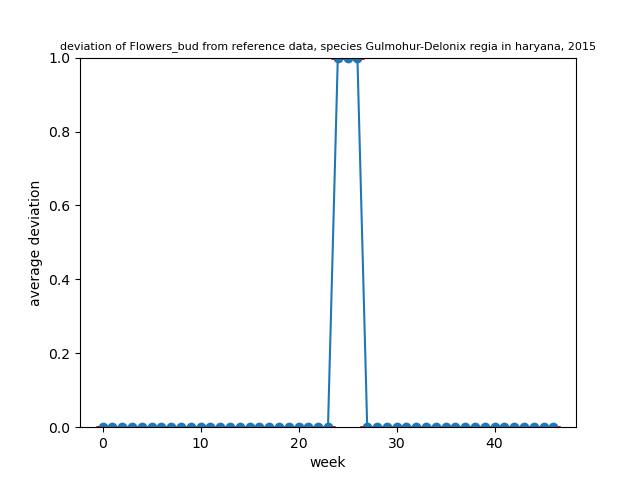 deviation of Flowers_bud from reference data, species Gulmohur-Delonix regia in haryana, 2015
1.0
0.8
0.6
0.4
0.2
0.0
average deviation
0 10 20 30 40
week